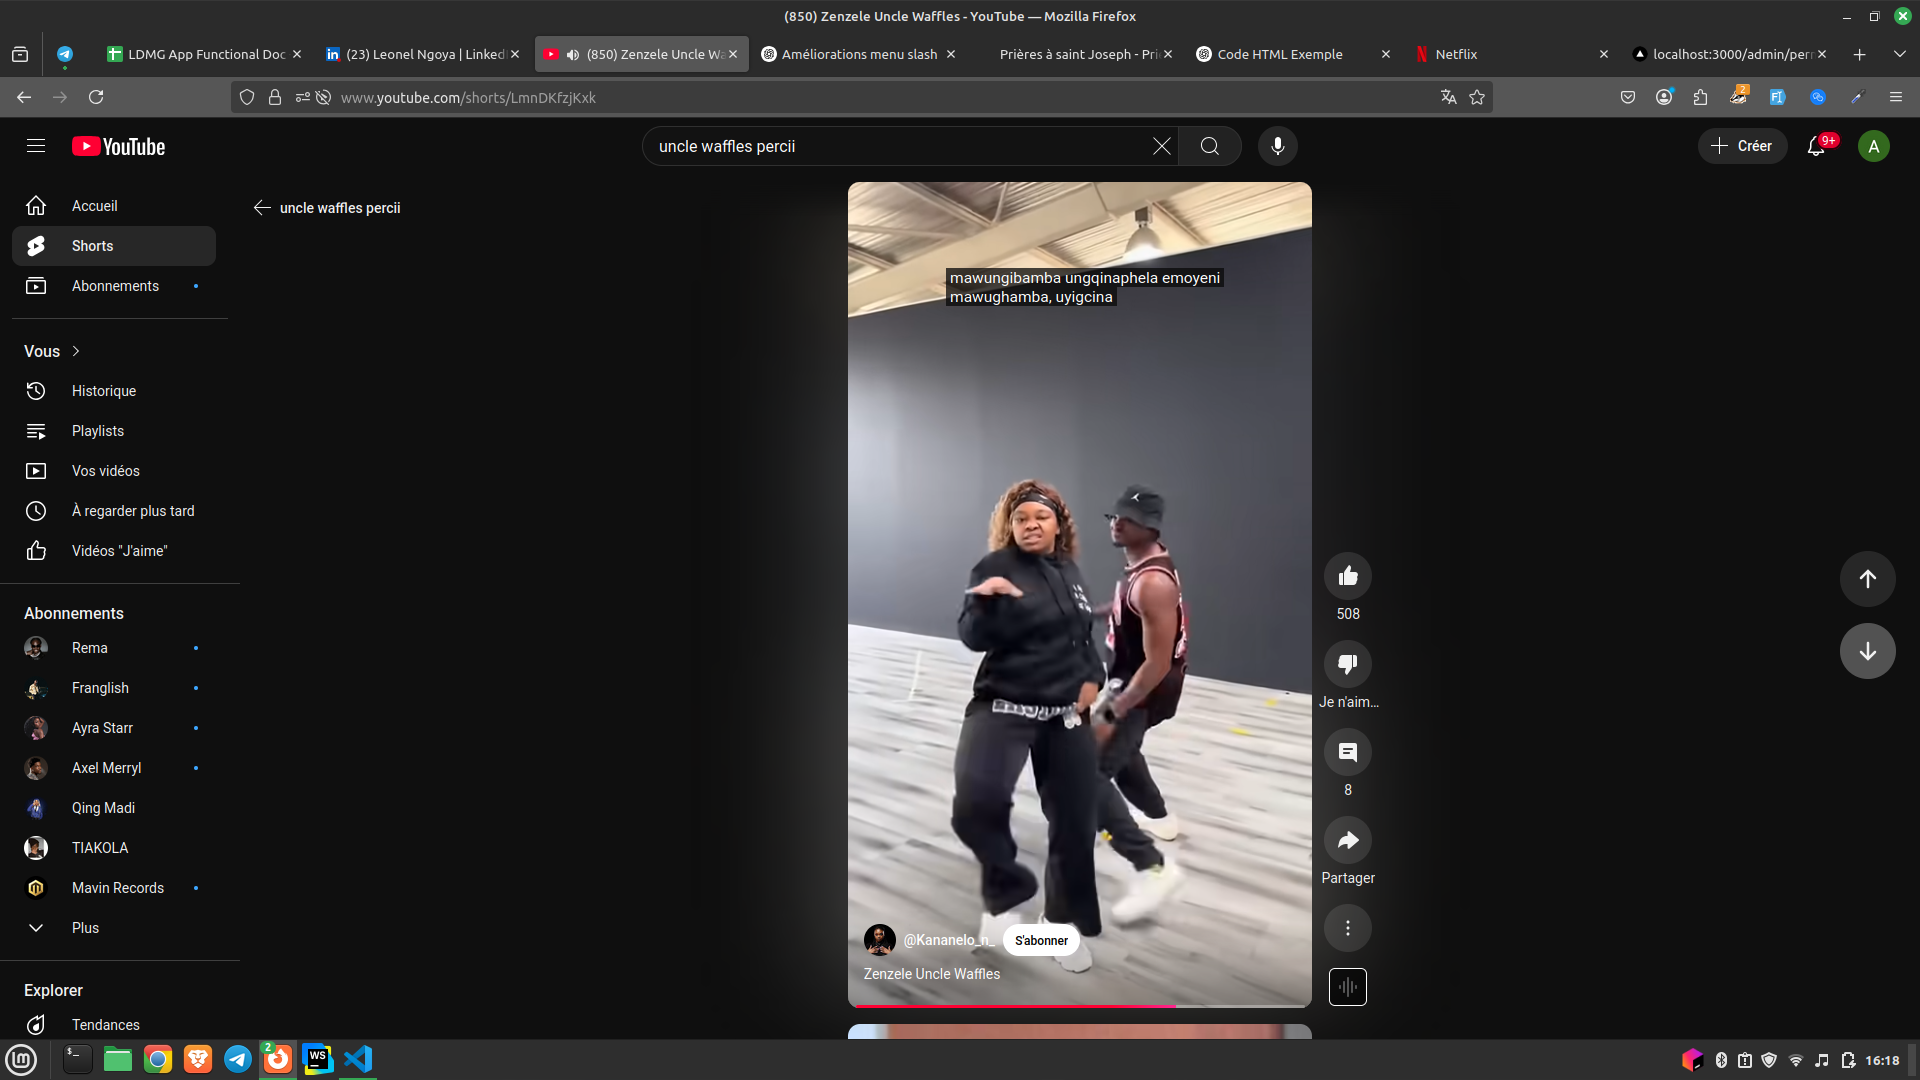 (850) Zenzele Uncle Waffles - YouTube — Mozilla Firefox
LDMG App Functional Doc
(23) Leonel Ngoya | Linked
(850) Zenzele Uncle Wa
Améliorations menu slash
Prières à saint Joseph - Pri
Code HTML Exemple
Netflix
localhost:3000/admin/per
www.youtube.com/shorts/LmnDKfzjKxk
2
YouTube
uncle waffles percii
Créer
9+
A
Accueil
Shorts
Abonnements
Vous
Historique
Playlists
Vos vidéos
À regarder plus tard
Vidéos "J'aime"
Abonnements
Rema
Franglish
Ayra Starr
Axel Merryl
Qing Madi
TIAKOLA
Mavin Records
Plus
Explorer
Tendances
uncle waffles percii
mawungibamba ungqinaphela emoyeni
mawughamba, uyigcina
508
Je n'aim...
8
Partager
@Kananelo_n_
S'abonner
Zenzele Uncle Waffles
2
WS
16:18